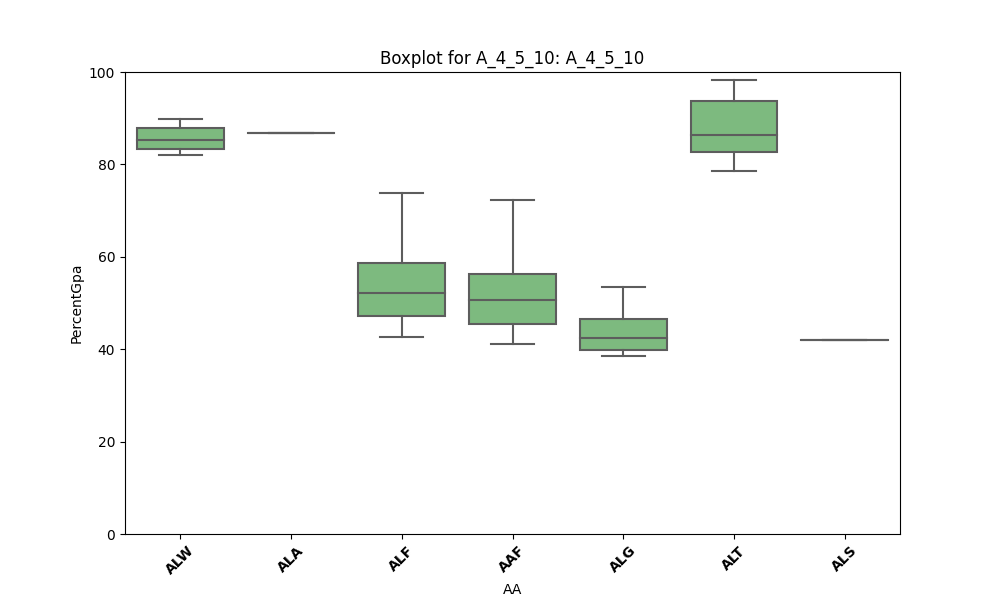 Boxplot for A_4_5_10: A_4_5_10
100
80
60
40
20
0
PercentGpa
ALW
ALA
ALF
AAF
ALG
ALT
ALS
AA